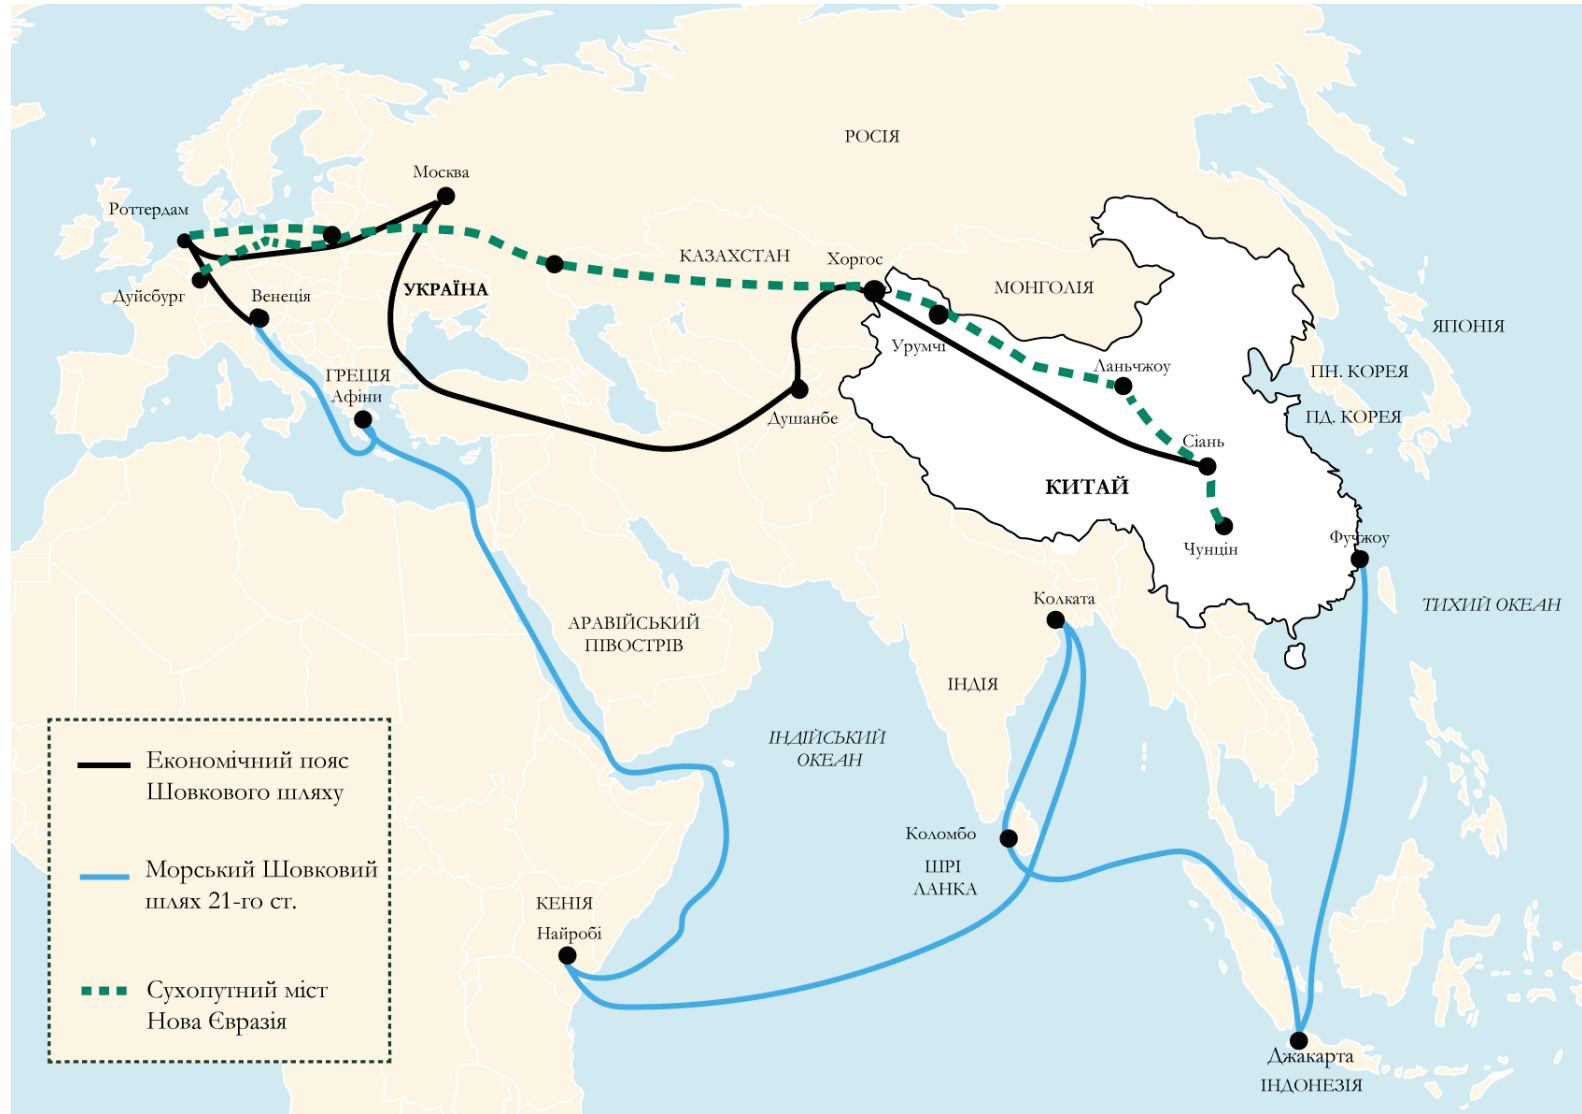 РОСІЯ
Москва
Роттердам
КАЗАХСТАН
Хоргос
УКРАЇНА
МОНГОЛІЯ
Дуйсбург
Венеція
ЯПОНІЯ
Урумчі
Ланьчжоу
ПН. КОРЕЯ
ГРЕЦІЯ
Афіни
Душанбе
ПД. КОРЕЯ
Сіань
КИТАЙ
Чунцін
Фучжоу
Колката
ТИХИЙ ОКЕАН
АРАВІЙСЬКИЙ
ПІВОСТРІВ
ІНДІЯ
ІНДІЙСЬКИЙ
ОКЕАН
Коломбо
ШРІ
ЛАНКА
КЕНІЯ
Найробі
Джакарта
ІНДОНЕЗІЯ
Економічний пояс
Шовкового шляху
Морський Шовковий
шлях 21-го ст.
Сухопутний міст
Нова Євразія